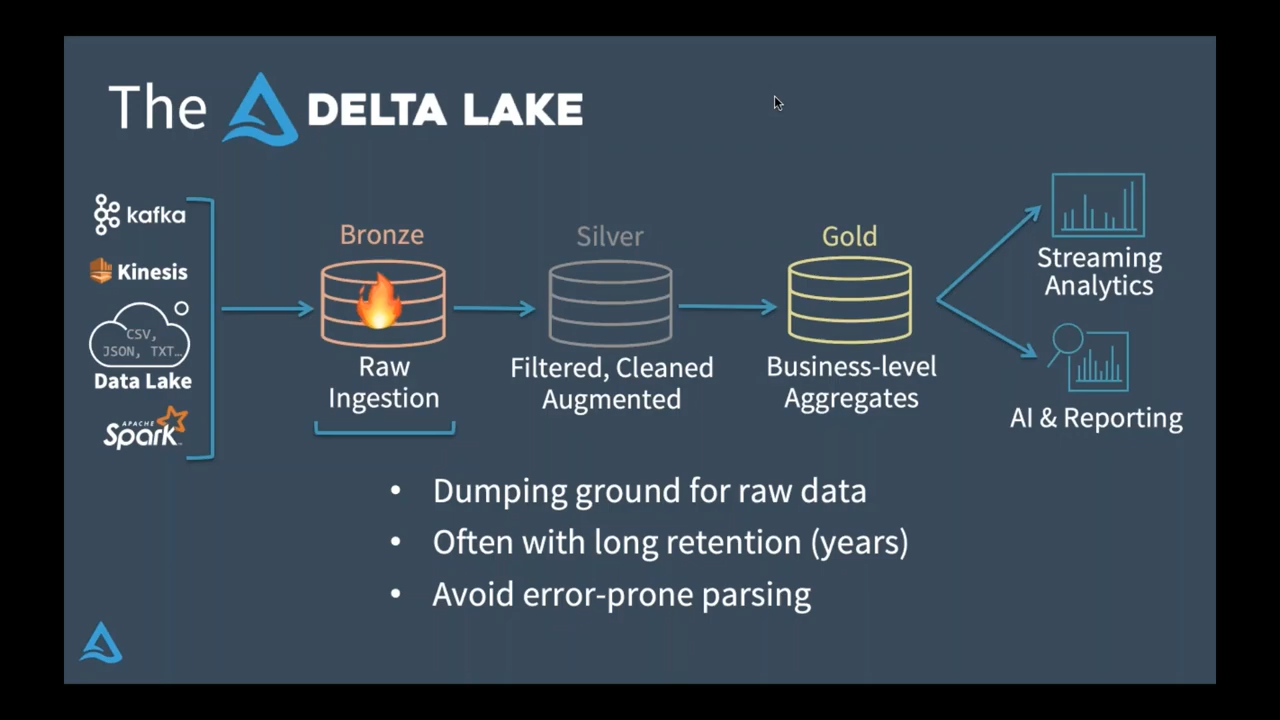 The DELTA LAKE
kafka
Kinesis
CSV,
JSON, TXT...
Data Lake
APACHE
Spark
Bronze
Raw
Ingestion
Silver
Filtered, Cleaned
Augmented
Gold
Business-level
Aggregates
Streaming
Analytics
AI & Reporting
• Dumping ground for raw data
• Often with long retention (years)
• Avoid error-prone parsing